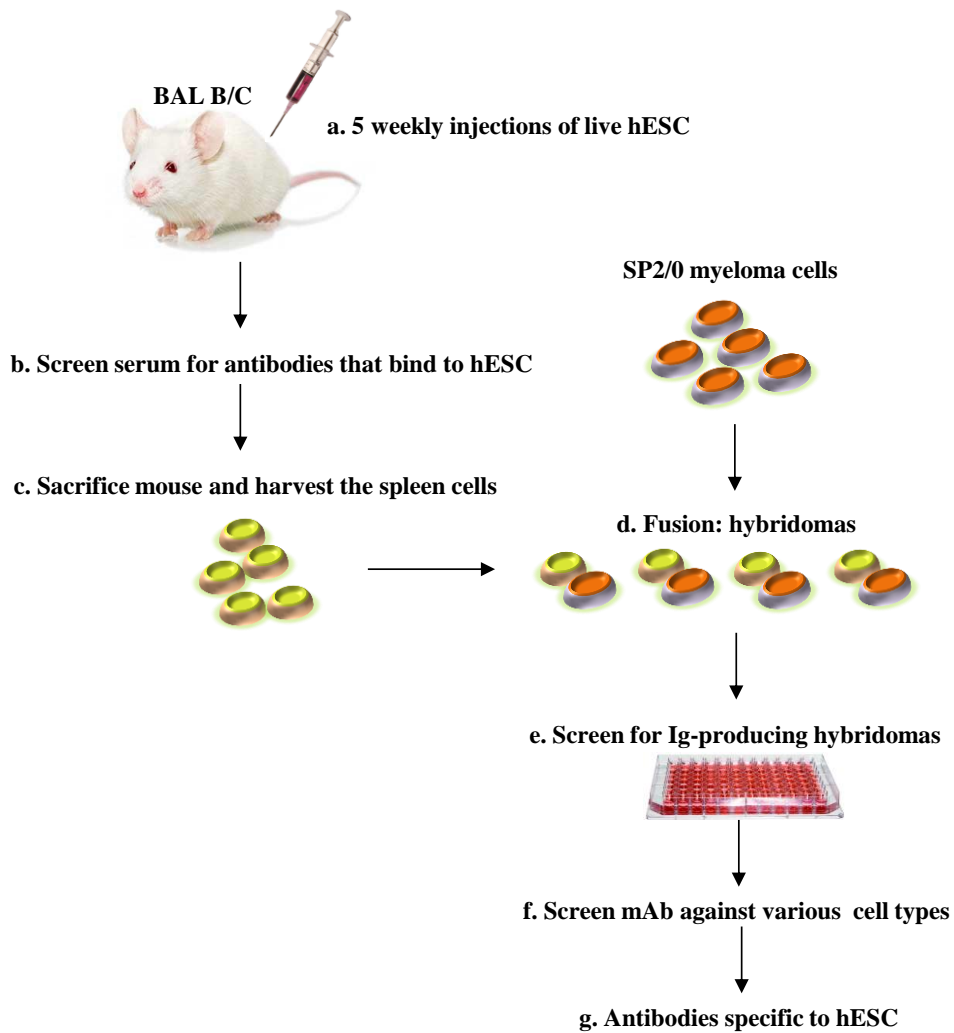 BAL B/C
a. 5 weekly injections of live hESC
SP2/0 myeloma cells
b. Screen serum for antibodies that bind to hESC
c. Sacrifice mouse and harvest the spleen cells
d. Fusion: hybridomas
e. Screen for Ig-producing hybridomas
f. Screen mAb against various cell types
g. Antibodies specific to hESC